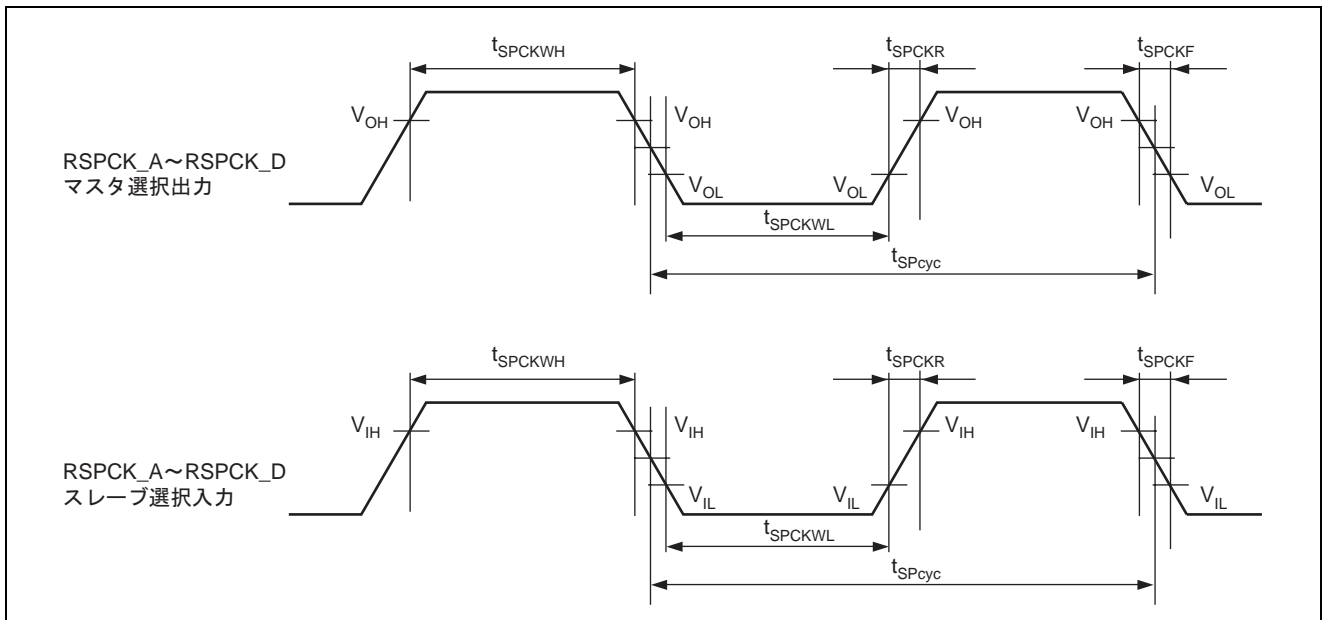 tSPCKWH
tSPCKR
tSPCKF
VOH
VOH
VOH
VOH
RSPCK_A～RSPCK_D
マスタ選択出力
VOL
VOL
VOL
tSPCKWL
tSPcyc
tSPCKWH
tSPCKR
tSPCKF
VIH
VIH
VIH
VIH
RSPCK_A～RSPCK_D
スレーブ選択入力
VIL
VIL
VIL
tSPCKWL
tSPcyc